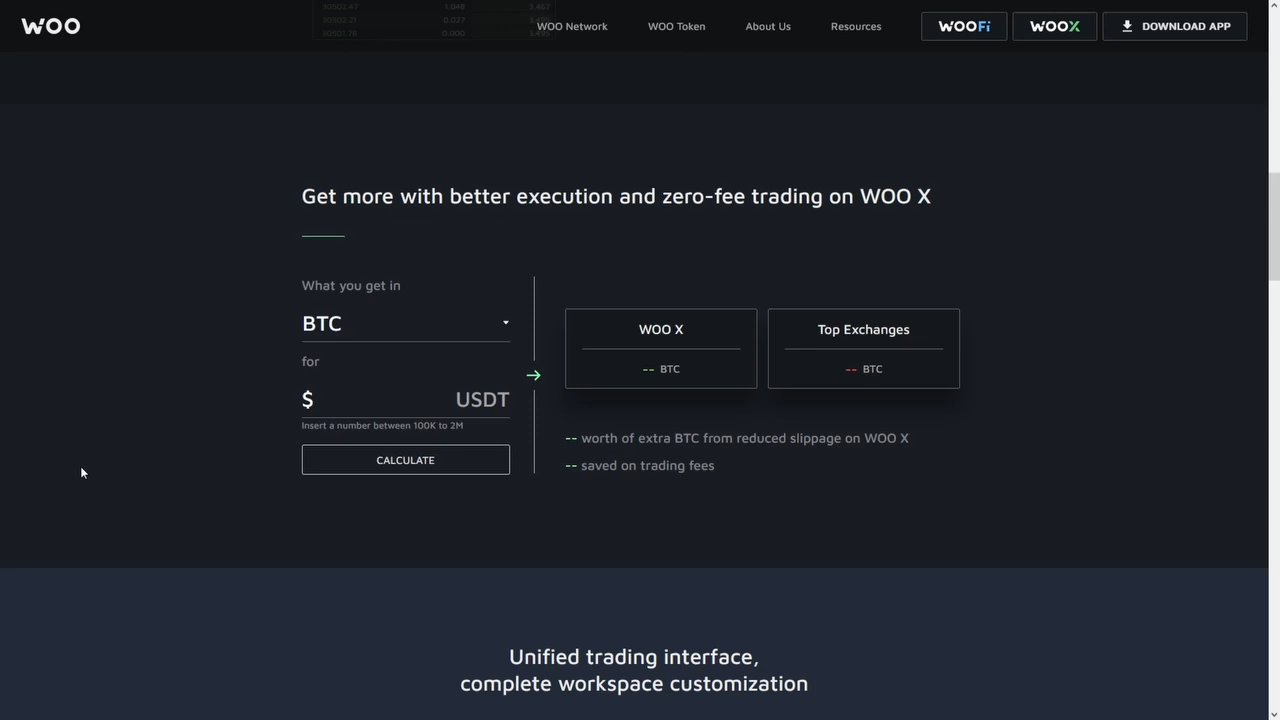 WOO
WOO Network
WOO Token
About Us
Resources
WOOFi
WOOX
DOWNLOAD APP
Get more with better execution and zero-fee trading on WOO X
What you get in
BTC
for
$ USDT
Insert a number between 100K to 2M
CALCULATE
WOO X
-- BTC
Top Exchanges
-- BTC
-- worth of extra BTC from reduced slippage on WOO X
-- saved on trading fees
Unified trading interface,
complete workspace customization